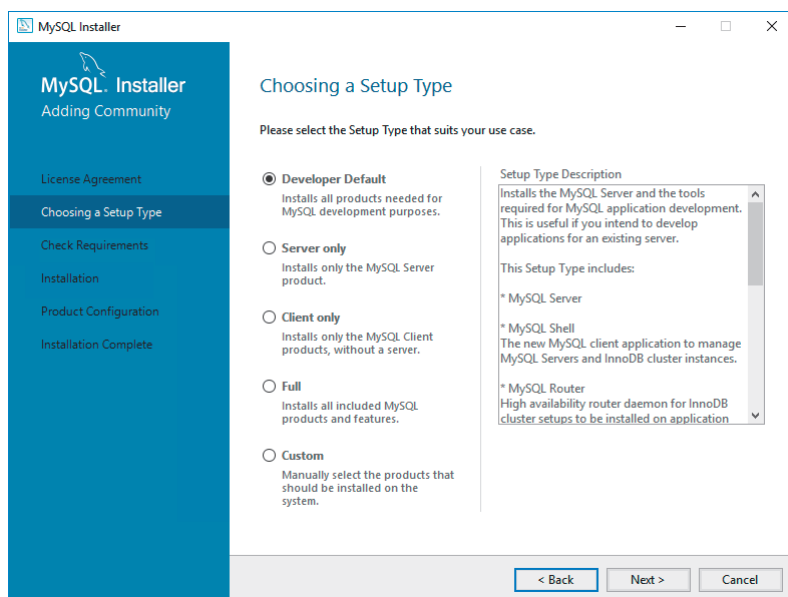 MySQL Installer
MySQL. Installer
Adding Community
License Agreement
Choosing a Setup Type
Check Requirements
Installation
Product Configuration
Installation Complete
Choosing a Setup Type
Please select the Setup Type that suits your use case.
Developer Default
Installs all products needed for
MySQL development purposes.
Server only
Installs only the MySQL Server
product.
Client only
Installs only the MySQL Client
products, without a server.
Full
Installs all included MySQL
products and features.
Custom
Manually select the products that
should be installed on the
system.
Setup Type Description
Installs the MySQL Server and the tools
required for MySQL application development.
This is useful if you intend to develop
applications for an existing server.
This Setup Type includes:
* MySQL Server
* MySQL Shell
The new MySQL client application to manage
MySQL Servers and InnoDB cluster instances.
* MySQL Router
High availability router daemon for InnoDB
cluster setups to be installed on application
< Back
Next >
Cancel